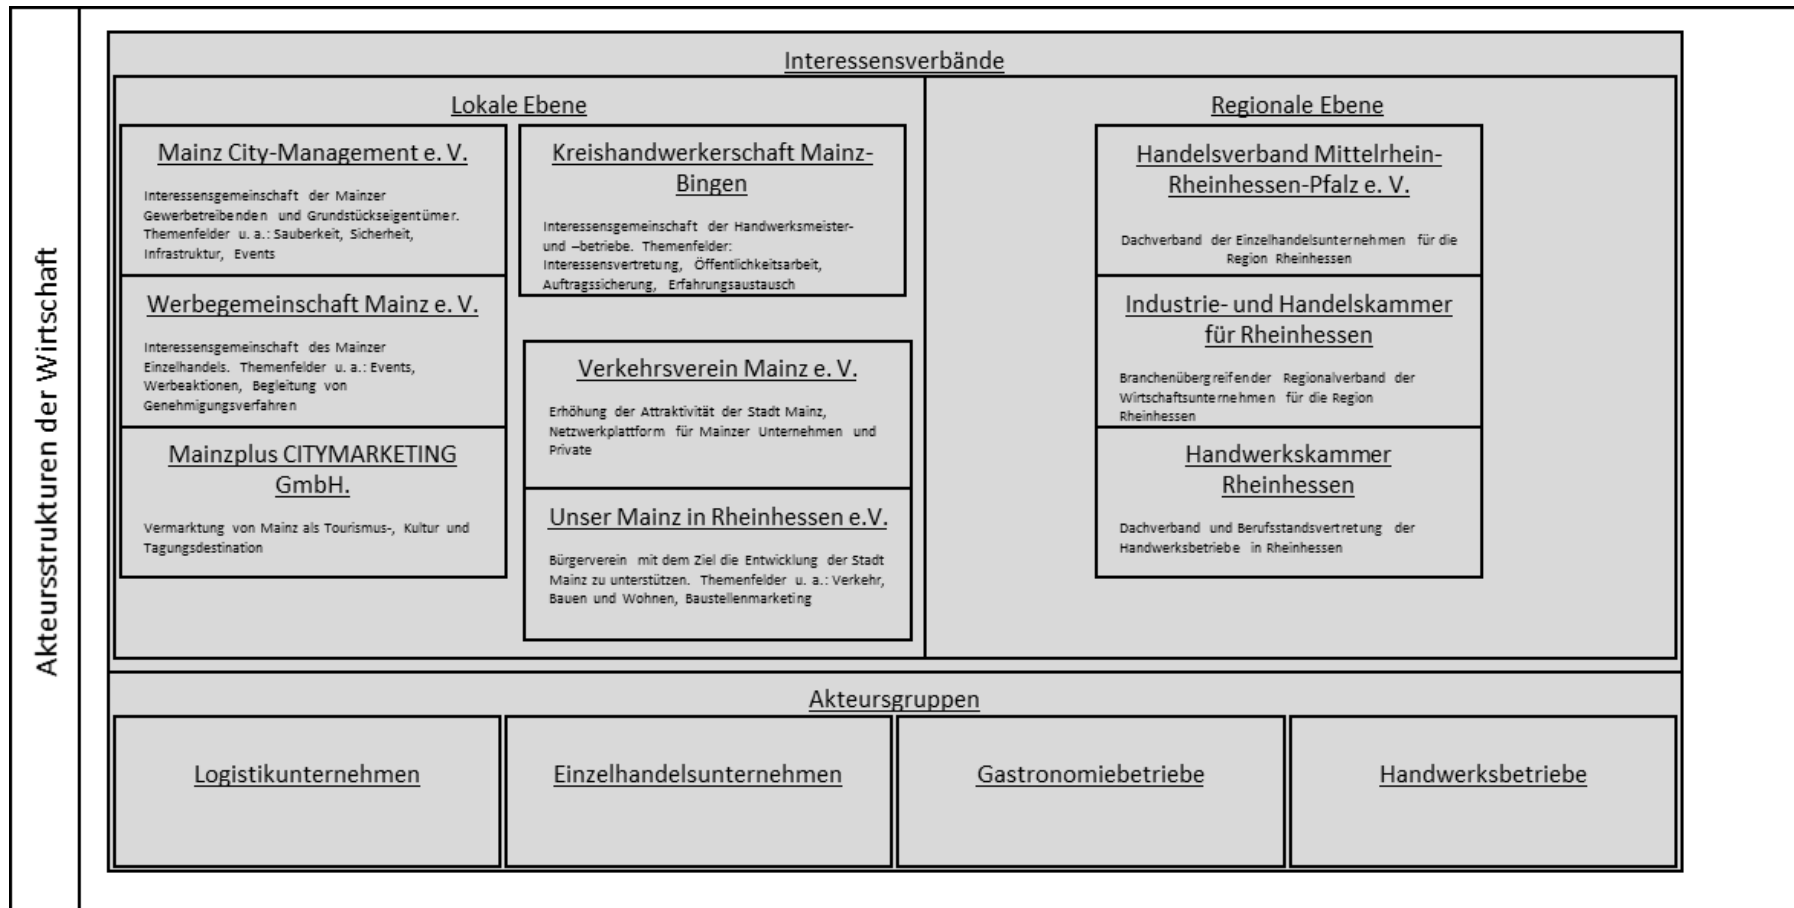 Akteursstrukturen der Wirtschaft
Interessensverbände
Lokale Ebene
Mainz City-Management e. V.
Interessensgemeinschaft der Mainzer
Gewerbetreibenden und Grundstückseigentümer.
Themenfelder u. a.: Sauberkeit, Sicherheit,
Infrastruktur, Events
Werbegemeinschaft Mainz e. V.
Interessensgemeinschaft des Mainzer
Einzelhandels. Themenfelder u. a.: Events,
Werbeaktionen, Begleitung von
Genehmigungsverfahren
Mainzplus CITYMARKETING
GmbH.
Vermarktung von Mainz als Tourismus-, Kultur und
Tagungsdestination
Kreishandwerkerschaft Mainz-
Bingen
Interessensgemeinschaft der Handwerksmeister-
und –betriebe. Themenfelder:
Interessensvertretung, Öffentlichkeitsarbeit,
Auftragssicherung, Erfahrungsaustausch
Verkehrsverein Mainz e. V.
Erhöhung der Attraktivität der Stadt Mainz,
Netzwerkplattform für Mainzer Unternehmen und
Private
Unser Mainz in Rheinhessen e.V.
Bürgerverein mit dem Ziel die Entwicklung der Stadt
Mainz zu unterstützen. Themenfelder u. a.: Verkehr,
Bauen und Wohnen, Baustellenmarketing
Regionale Ebene
Handelsverband Mittelrhein-
Rheinhessen-Pfalz e. V.
Dachverband der Einzelhandelsunternehmen für die
Region Rheinhessen
Industrie- und Handelskammer
für Rheinhessen
Branchenübergreifender Regionalverband der
Wirtschaftsunternehmen für die Region
Rheinhessen
Handwerkskammer
Rheinhessen
Dachverband und Berufsstandsvertretung der
Handwerksbetriebe in Rheinhessen
Akteursgruppen
Logistikunternehmen
Einzelhandelsunternehmen
Gastronomiebetriebe
Handwerksbetriebe